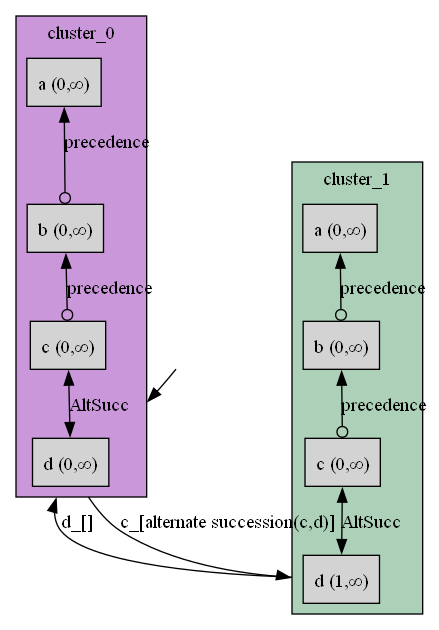 cluster_0
a (0,∞)
precedence
b (0,∞)
precedence
c (0,∞)
AltSucc
d (0,∞)
cluster_1
a (0,∞)
precedence
b (0,∞)
precedence
c (0,∞)
AltSucc
d (1,∞)
d_[]
c_[alternate succession(c,d)]